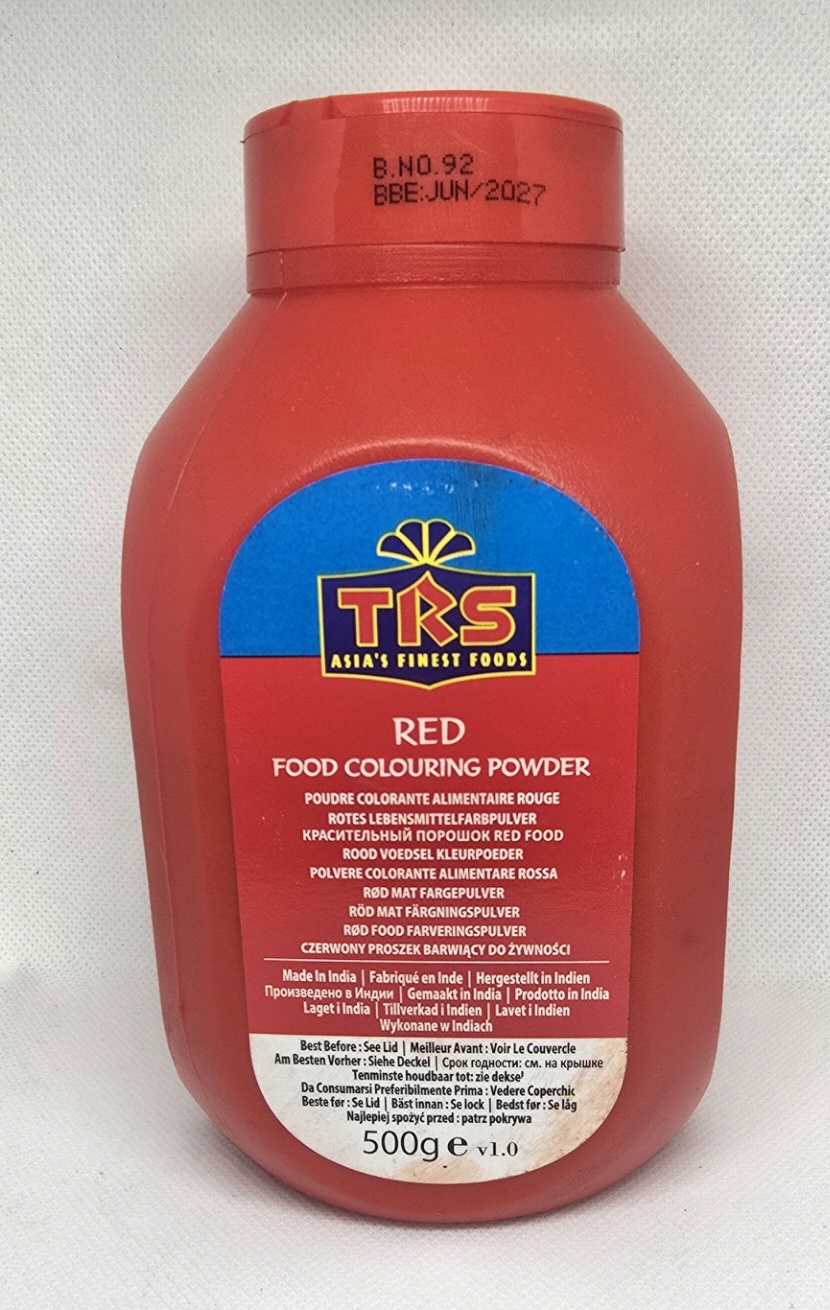 B.NO.92
BBE:JUN/2027
TRS
ASIA'S FINEST FOODS
RED
FOOD COLOURING POWDER
POUDRE COLORANTE ALIMENTAIRE ROUGE
ROTES LEBENSMITTELFARBPULVER
КРАСИТЕЛЬНЫЙ ПОРОШОК RED FOOD
ROOD VOEDSEL KLEURPOEDER
POLVERE COLORANTE ALIMENTARE ROSSA
RØD MAT FARGEPULVER
RÖD MAT FÄRGNINGSPULVER
RØD FOOD FARVERINGSPULVER
CZERWONY PROSZEK BARWIĄCY DO ŻYWNOŚCI
Made In India | Fabriqué en Inde | Hergestellt in Indien
Произведено в Индии | Gemaakt in India | Prodotto in India
Laget i India | Tillverkad i Indien | Lavet i Indien
Wykonane w Indiach
Best Before : See Lid | Meilleur Avant : Voir Le Couvercle
Am Besten Vorher : Siehe Deckel | Срок годности: см. на крышке
Tenminste houdbaar tot: zie dekse'
Da Consumarsi Preferibilmente Prima : Vedere Coperchic
Beste før : Se Lid | Bäst innan : Se lock | Bedst før : Se låg
Najlepiej spożyć przed : patrz pokrywa
500g e v1.0